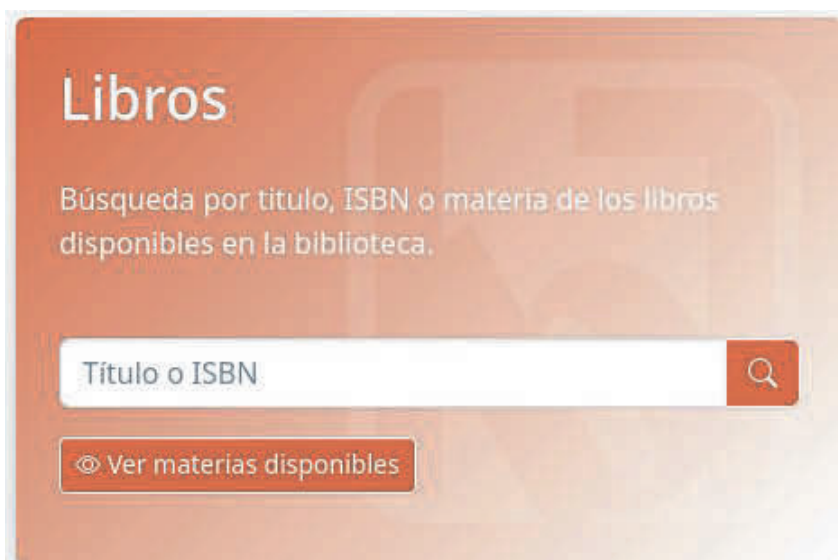 Libros
Búsqueda por titulo, ISBN o materia de los libros
disponibles en la biblioteca.
Título o ISBN
Ver materias disponibles